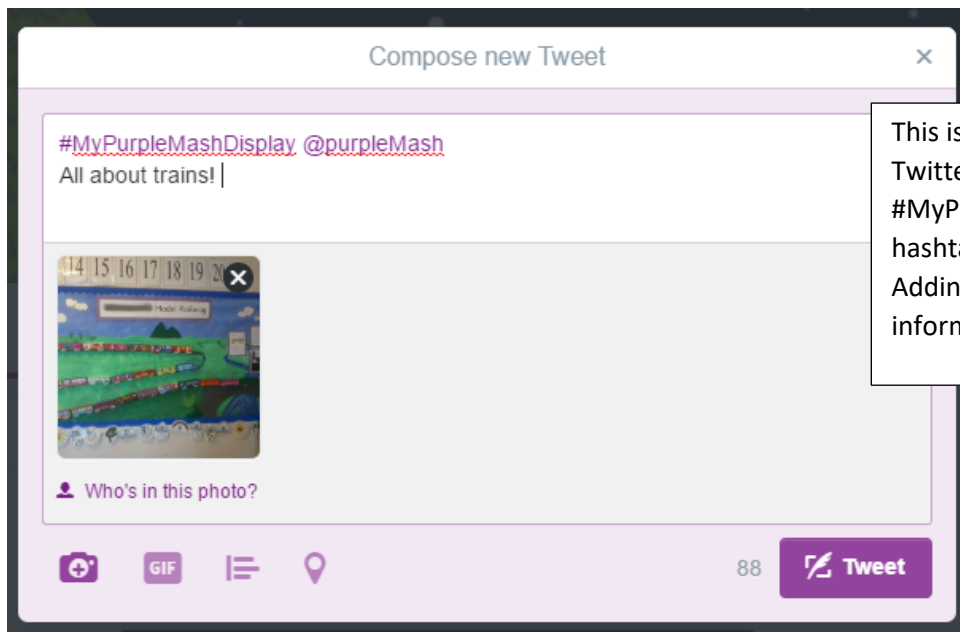 Compose new Tweet
#MyPurpleMashDisplay @purpleMash
All about trains!
This is
Twitte
#MyP
hashta
Addin
inform
14 15 16 17 18 19 20
Model Railway
Who's in this photo?
GIF
88
Tweet